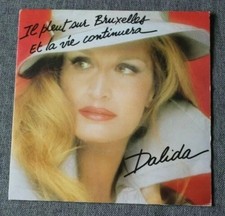 Il pleut sur Bruxelles
Et la vie continuera
Dalida